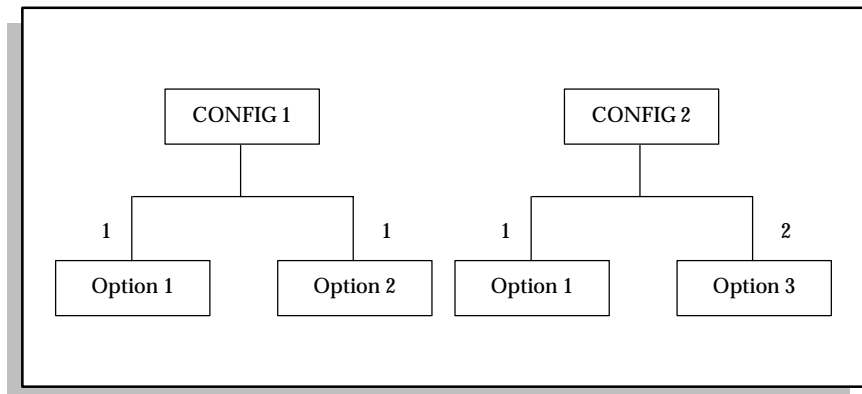 CONFIG 1
CONFIG 2
1
1
1
2
Option 1
Option 2
Option 1
Option 3